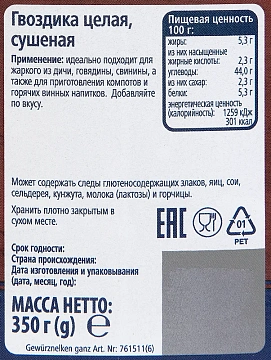 Гвоздика целая,
сушеная
Применение: идеально подходит для
жаркого из дичи, говядины, свинины, а
также для приготовления компотов и
горячих винных напитков. Добавляйте
по вкусу.
Пищевая ценность
100 г:
жиры: 5,3 г
из них насыщенные
жирные кислоты: 2,3 г
углеводы: 44,0 г
из них сахар: 2,3 г
белки: 5,3 г
энергетическая ценность
(калорийность): 1259 кДж
301 ккал
Может содержать следы глютеносодержащих злаков, яиц, сои,
сельдерея, кунжута, молока (лактозы) и горчицы.
Хранить плотно закрытым в
сухом месте.
EAC
01
PET
Срок годности:
Страна происхождения:
Дата изготовления и упаковывания
(дата, месяц, год):
МАССА НЕТТО:
350 г (g) ℮
Gewürznelken ganz Art. Nr: 761511(6)